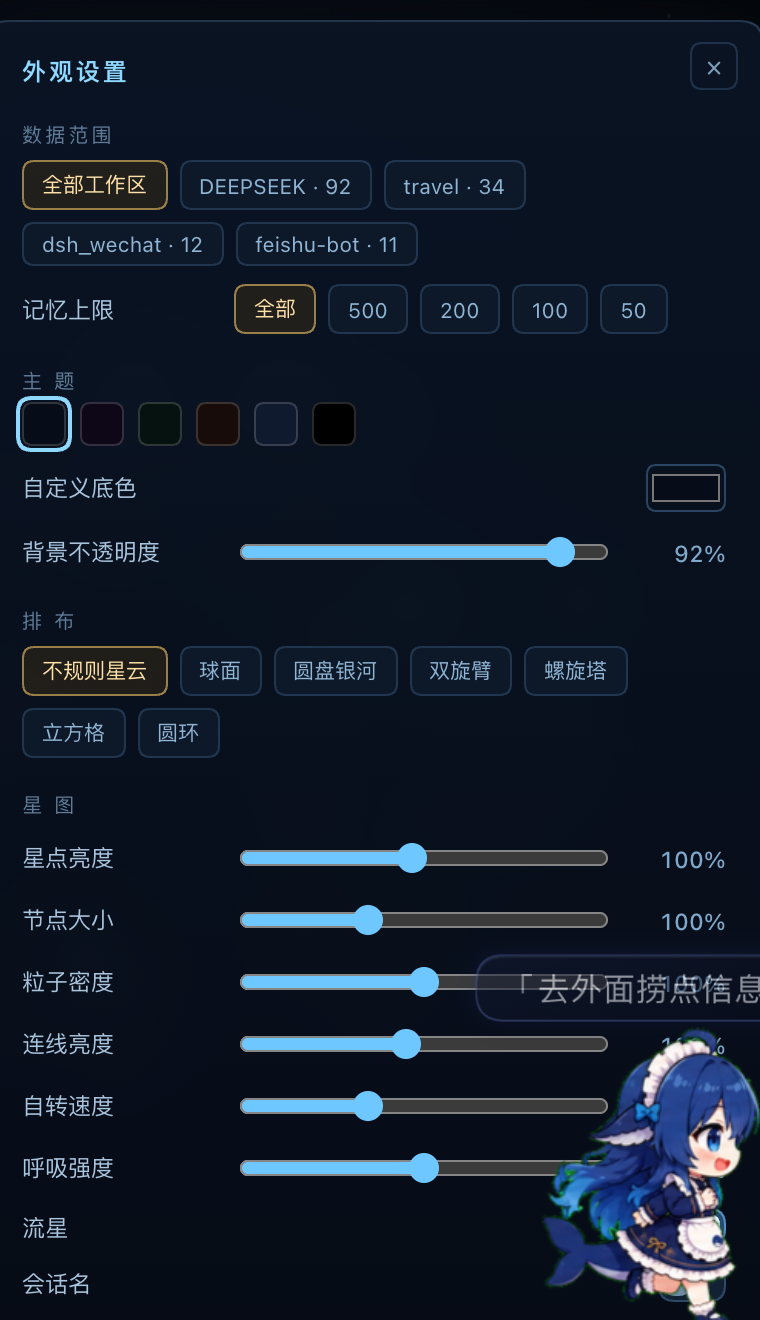 外观设置
×
数据范围
全部工作区 DEEPSEEK · 92 travel · 34
dsh_wechat · 12 feishu-bot · 11
记忆上限 全部 500 200 100 50
主 题
自定义底色
背景不透明度 92%
排 布
不规则星云 球面 圆盘银河 双旋臂 螺旋塔
立方格 圆环
星 图
星点亮度 100%
节点大小 100%
粒子密度 100%
「去外面捞点信息
连线亮度
自转速度
呼吸强度
流星
会话名